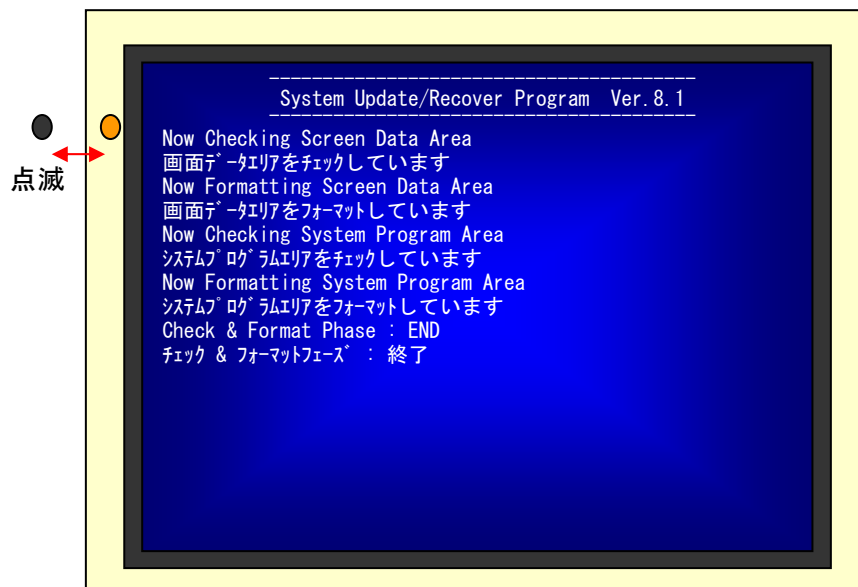 System Update/Recover Program Ver.8.1
Now Checking Screen Data Area
画面ﾃﾞｰﾀｴﾘｱをﾁｪｯｸしています
Now Formatting Screen Data Area
画面ﾃﾞｰﾀｴﾘｱをﾌｫｰﾏｯﾄしています
Now Checking System Program Area
ｼｽﾃﾑﾌﾟﾛｸﾞﾗﾑｴﾘｱをﾁｪｯｸしています
Now Formatting System Program Area
ｼｽﾃﾑﾌﾟﾛｸﾞﾗﾑｴﾘｱをﾌｫｰﾏｯﾄしています
Check & Format Phase : END
ﾁｪｯｸ & ﾌｫｰﾏｯﾄﾌｪｰｽﾞ : 終了
点滅